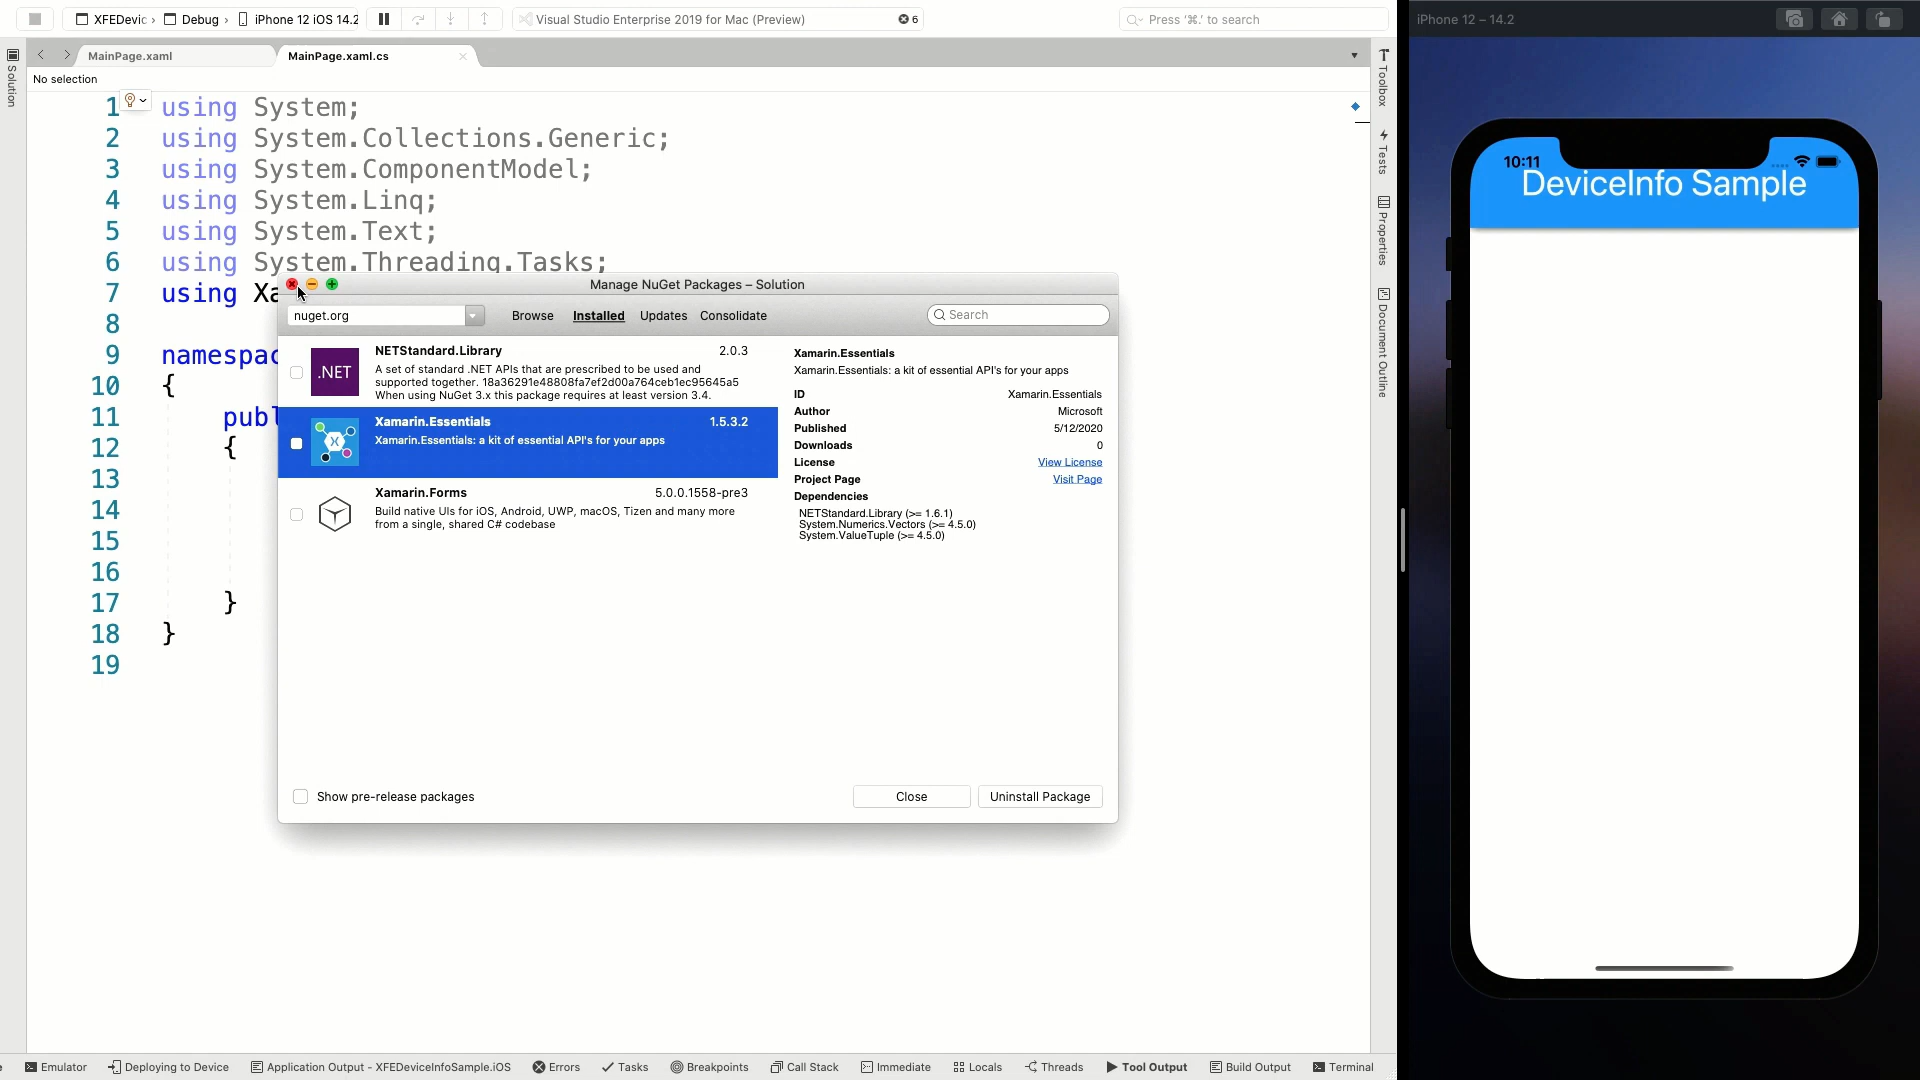 XFEDevic › Debug › iPhone 12 iOS 14.2
Visual Studio Enterprise 2019 for Mac (Preview)
6
Press '⌘.' to search
iPhone 12 – 14.2
MainPage.xaml
MainPage.xaml.cs
No selection
Solution
Toolbox
Tests
Properties
Document Outline
1 using System;
2 using System.Collections.Generic;
3 using System.ComponentModel;
4 using System.Linq;
5 using System.Text;
6 using System.Threading.Tasks;
7 using Xa
8
9 namespac
10 {
11 publ
12 {
13
14
15
16
17 }
18 }
19
Manage NuGet Packages – Solution
nuget.org
Browse
Installed
Updates
Consolidate
Search
NETStandard.Library 2.0.3
A set of standard .NET APIs that are prescribed to be used and
supported together. 18a36291e48808fa7ef2d00a764ceb1ec95645a5
When using NuGet 3.x this package requires at least version 3.4.
.NET
Xamarin.Essentials 1.5.3.2
Xamarin.Essentials: a kit of essential API's for your apps
Xamarin.Forms 5.0.0.1558-pre3
Build native UIs for iOS, Android, UWP, macOS, Tizen and many more
from a single, shared C# codebase
Xamarin.Essentials
Xamarin.Essentials: a kit of essential API's for your apps
ID Xamarin.Essentials
Author Microsoft
Published 5/12/2020
Downloads 0
License View License
Project Page Visit Page
Dependencies
NETStandard.Library (>= 1.6.1)
System.Numerics.Vectors (>= 4.5.0)
System.ValueTuple (>= 4.5.0)
Show pre-release packages
Close
Uninstall Package
10:11
DeviceInfo Sample
Emulator
Deploying to Device
Application Output - XFEDeviceInfoSample.iOS
Errors
Tasks
Breakpoints
Call Stack
Immediate
Locals
Threads
Tool Output
Build Output
Terminal